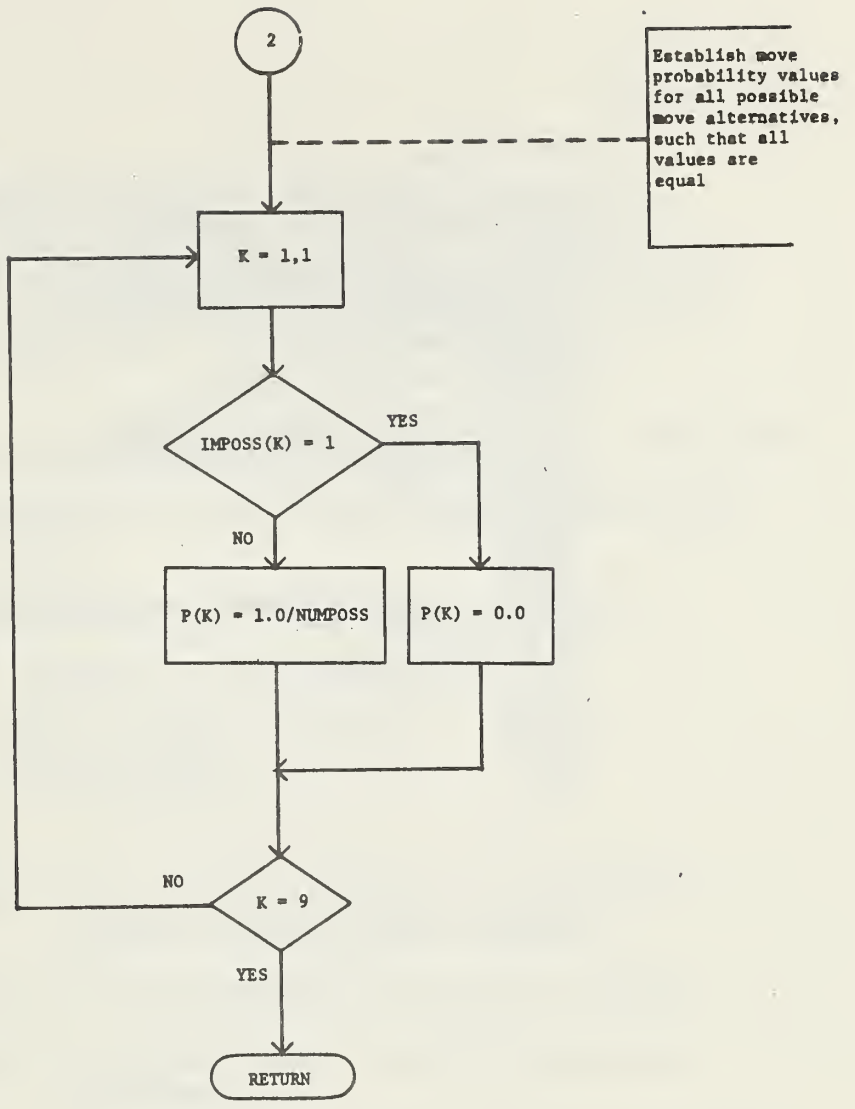 2
Establish move
probability values
for all possible
move alternatives,
such that all
values are
equal
K = 1,1
IMPOSS(K) = 1
YES
NO
P(K) = 1.0/NUMPOSS
P(K) = 0.0
NO
K = 9
YES
RETURN